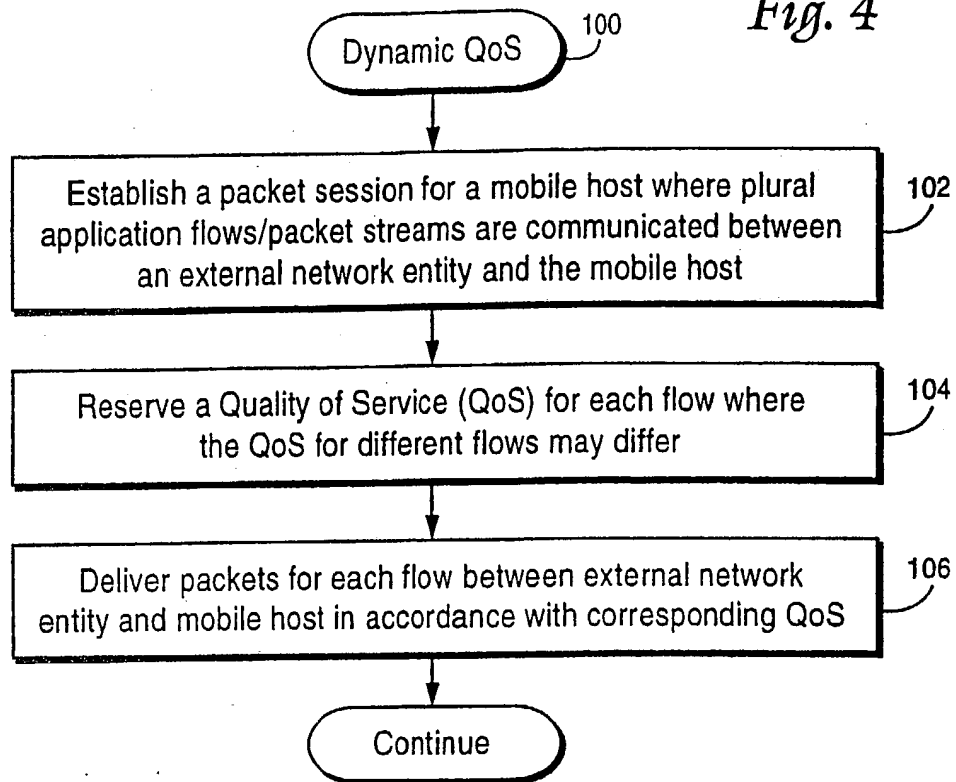 Fig. 4
Dynamic QoS
100
Establish a packet session for a mobile host where plural
application flows/packet streams are communicated between
an external network entity and the mobile host
102
Reserve a Quality of Service (QoS) for each flow where
the QoS for different flows may differ
104
Deliver packets for each flow between external network
entity and mobile host in accordance with corresponding QoS
106
Continue